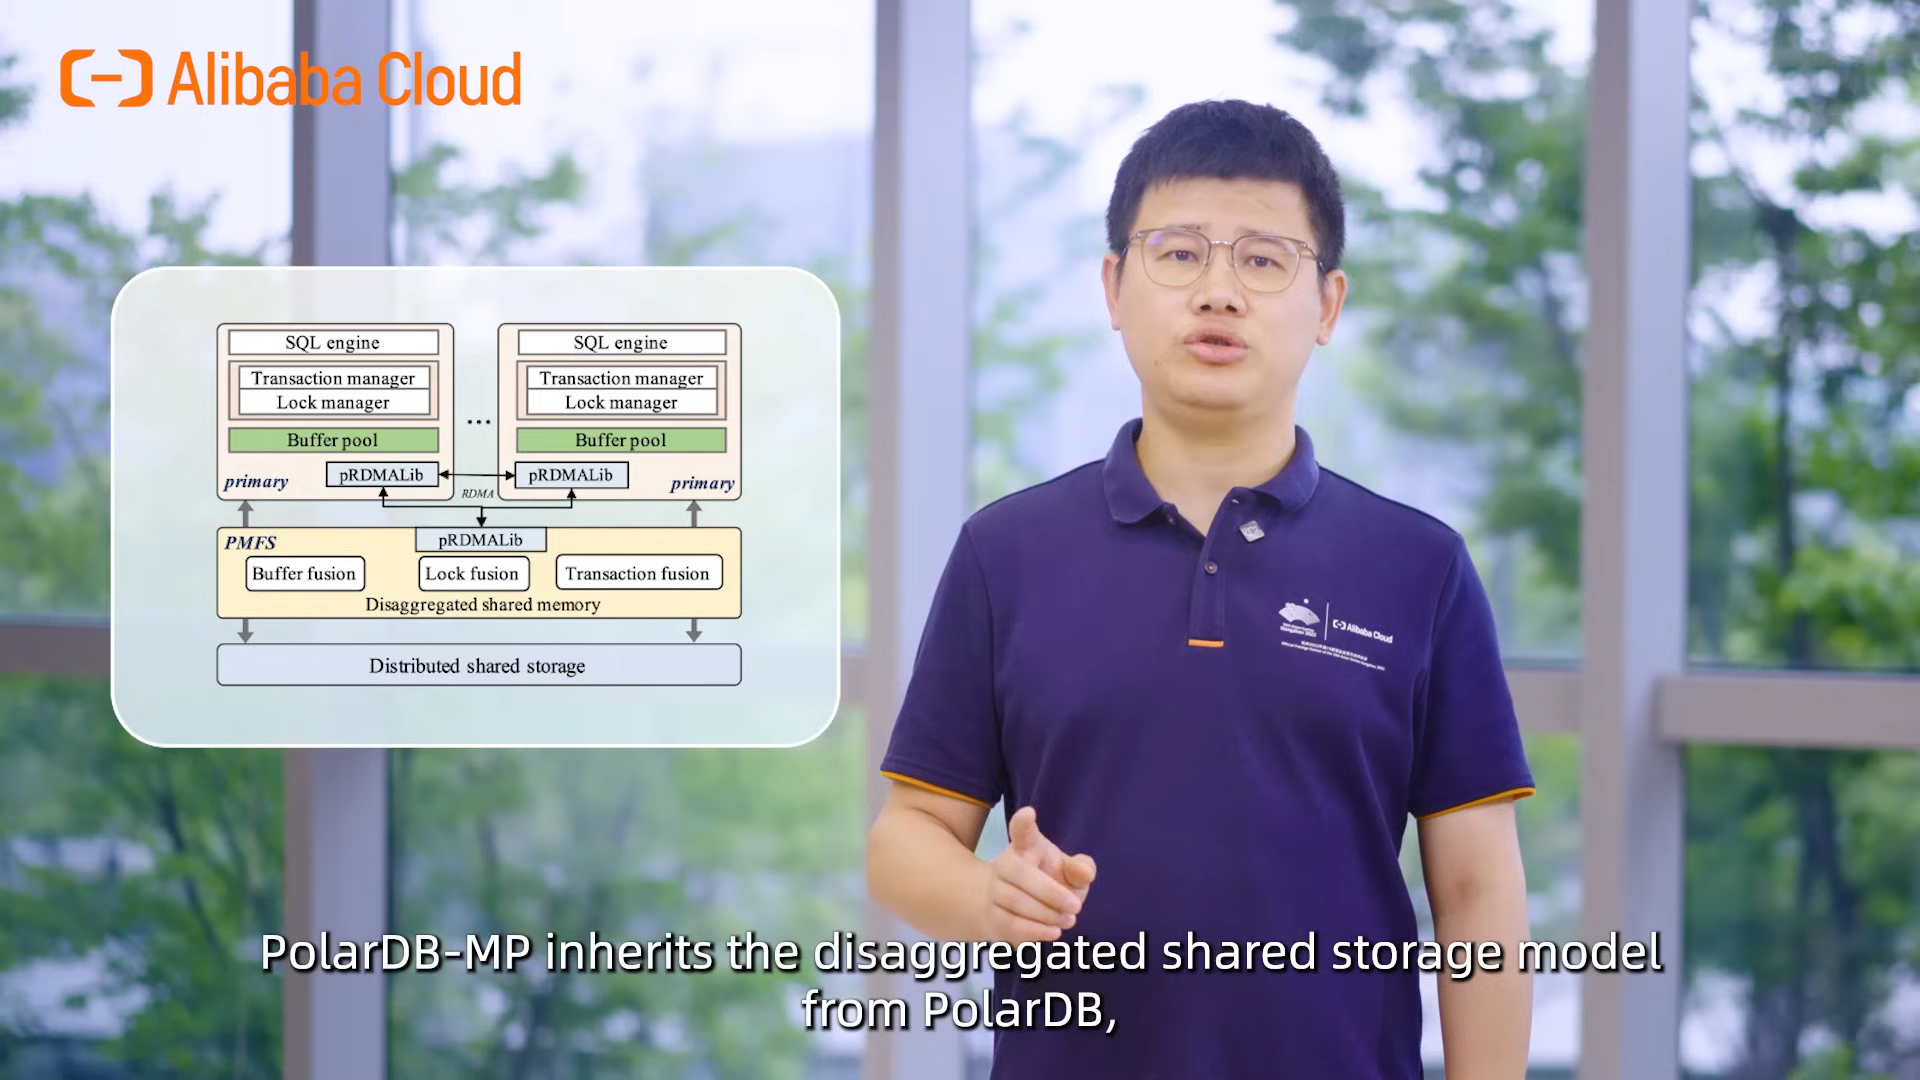 Alibaba Cloud
SQL engine
Transaction manager
Lock manager
Buffer pool
pRDMALib
primary
...
SQL engine
Transaction manager
Lock manager
Buffer pool
pRDMALib
primary
RDMA
PMFS
pRDMALib
Buffer fusion
Lock fusion
Transaction fusion
Disaggregated shared memory
Distributed shared storage
Alibaba Cloud
PolarDB-MP inherits the disaggregated shared storage model
from PolarDB,